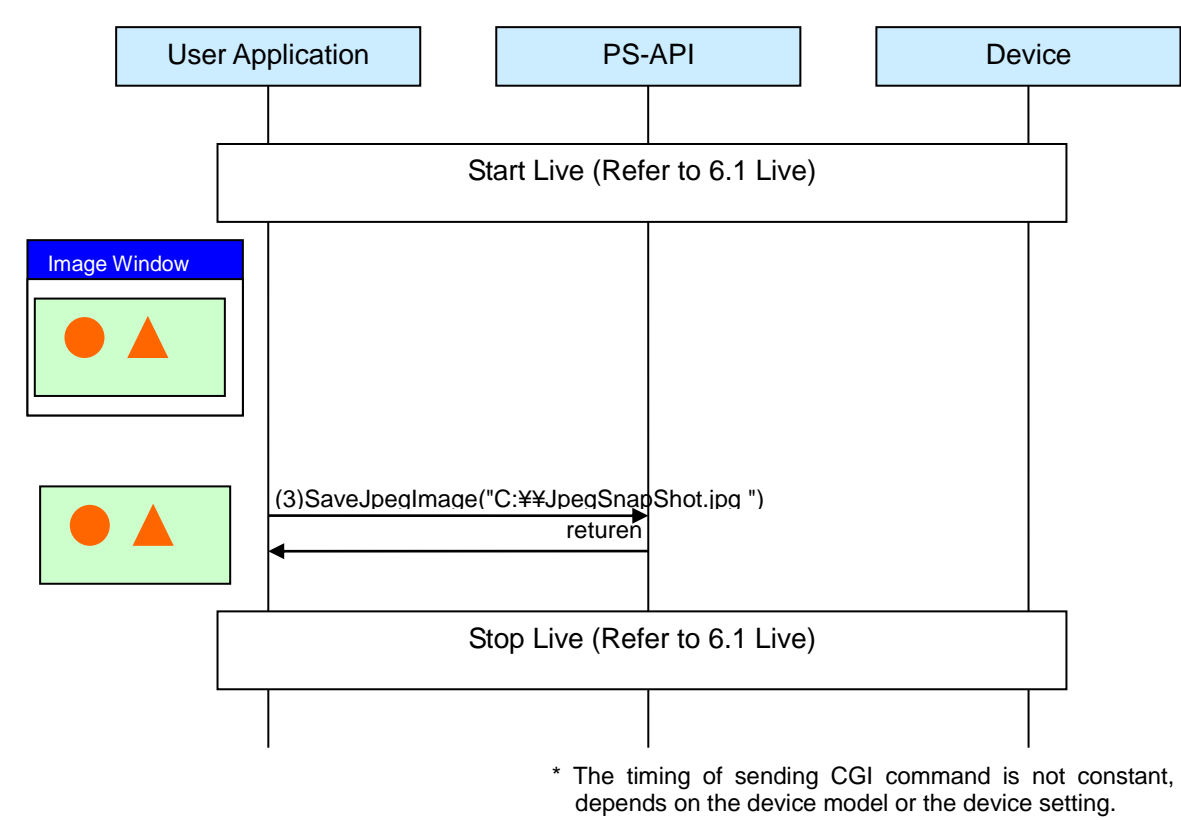 User Application
PS-API
Device
Start Live (Refer to 6.1 Live)
Image Window
(3)SaveJpegImage("C:¥¥JpegSnapShot.jpg ")
returen
Stop Live (Refer to 6.1 Live)
* The timing of sending CGI command is not constant,
depends on the device model or the device setting.